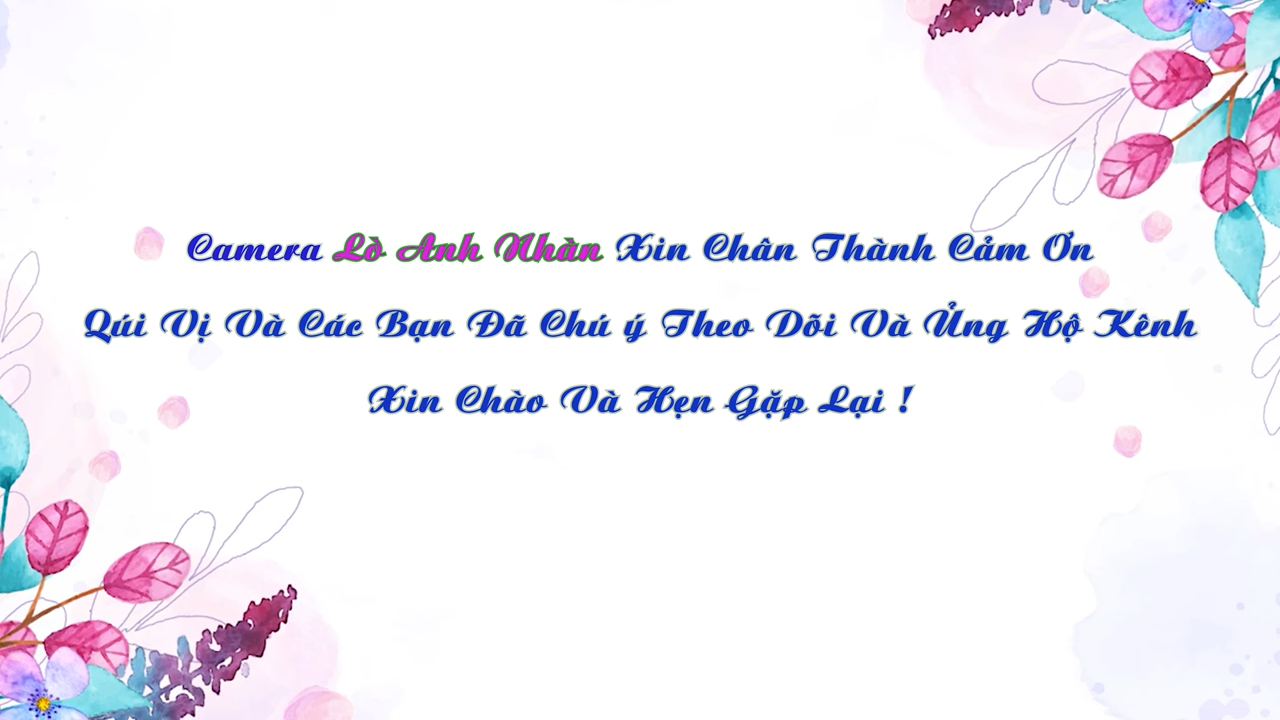 Camera Lò Anh Nhàn Xin Chân Thành Cảm Ơn
Qúi Vị Và Các Bạn Đã Chú ý Theo Dõi Và Ủng Hộ Kênh
Xin Chào Và Hẹn Gặp Lại !